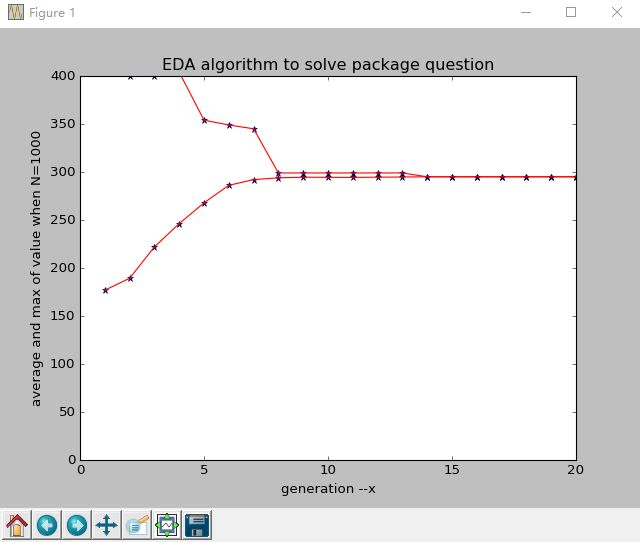 Figure 1
EDA algorithm to solve package question
400
350
300
250
200
150
100
50
0
average and max of value when N=1000
0 5 10 15 20
generation --x